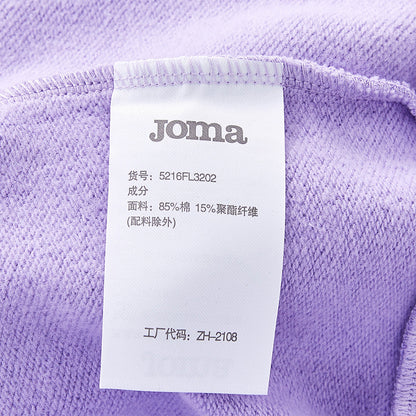 Joma
货号：5216FL3202
成分
面料：85%棉 15%聚酯纤维
(配料除外)
工厂代码：ZH-2108